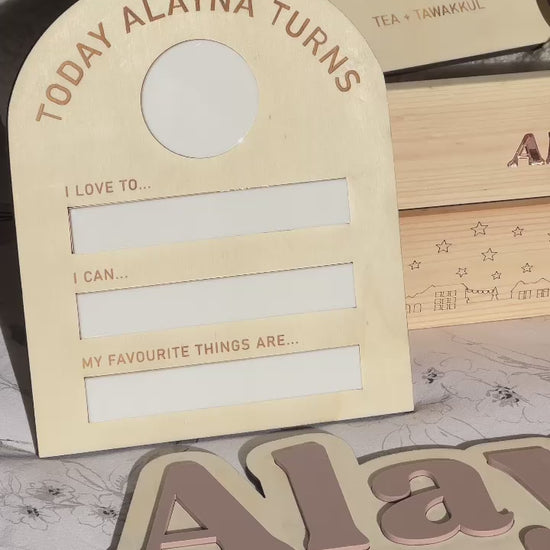 TODAY ALAYNA TURNS
TEA + TAWAKKUL
I LOVE TO...
I CAN...
MY FAVOURITE THINGS ARE...